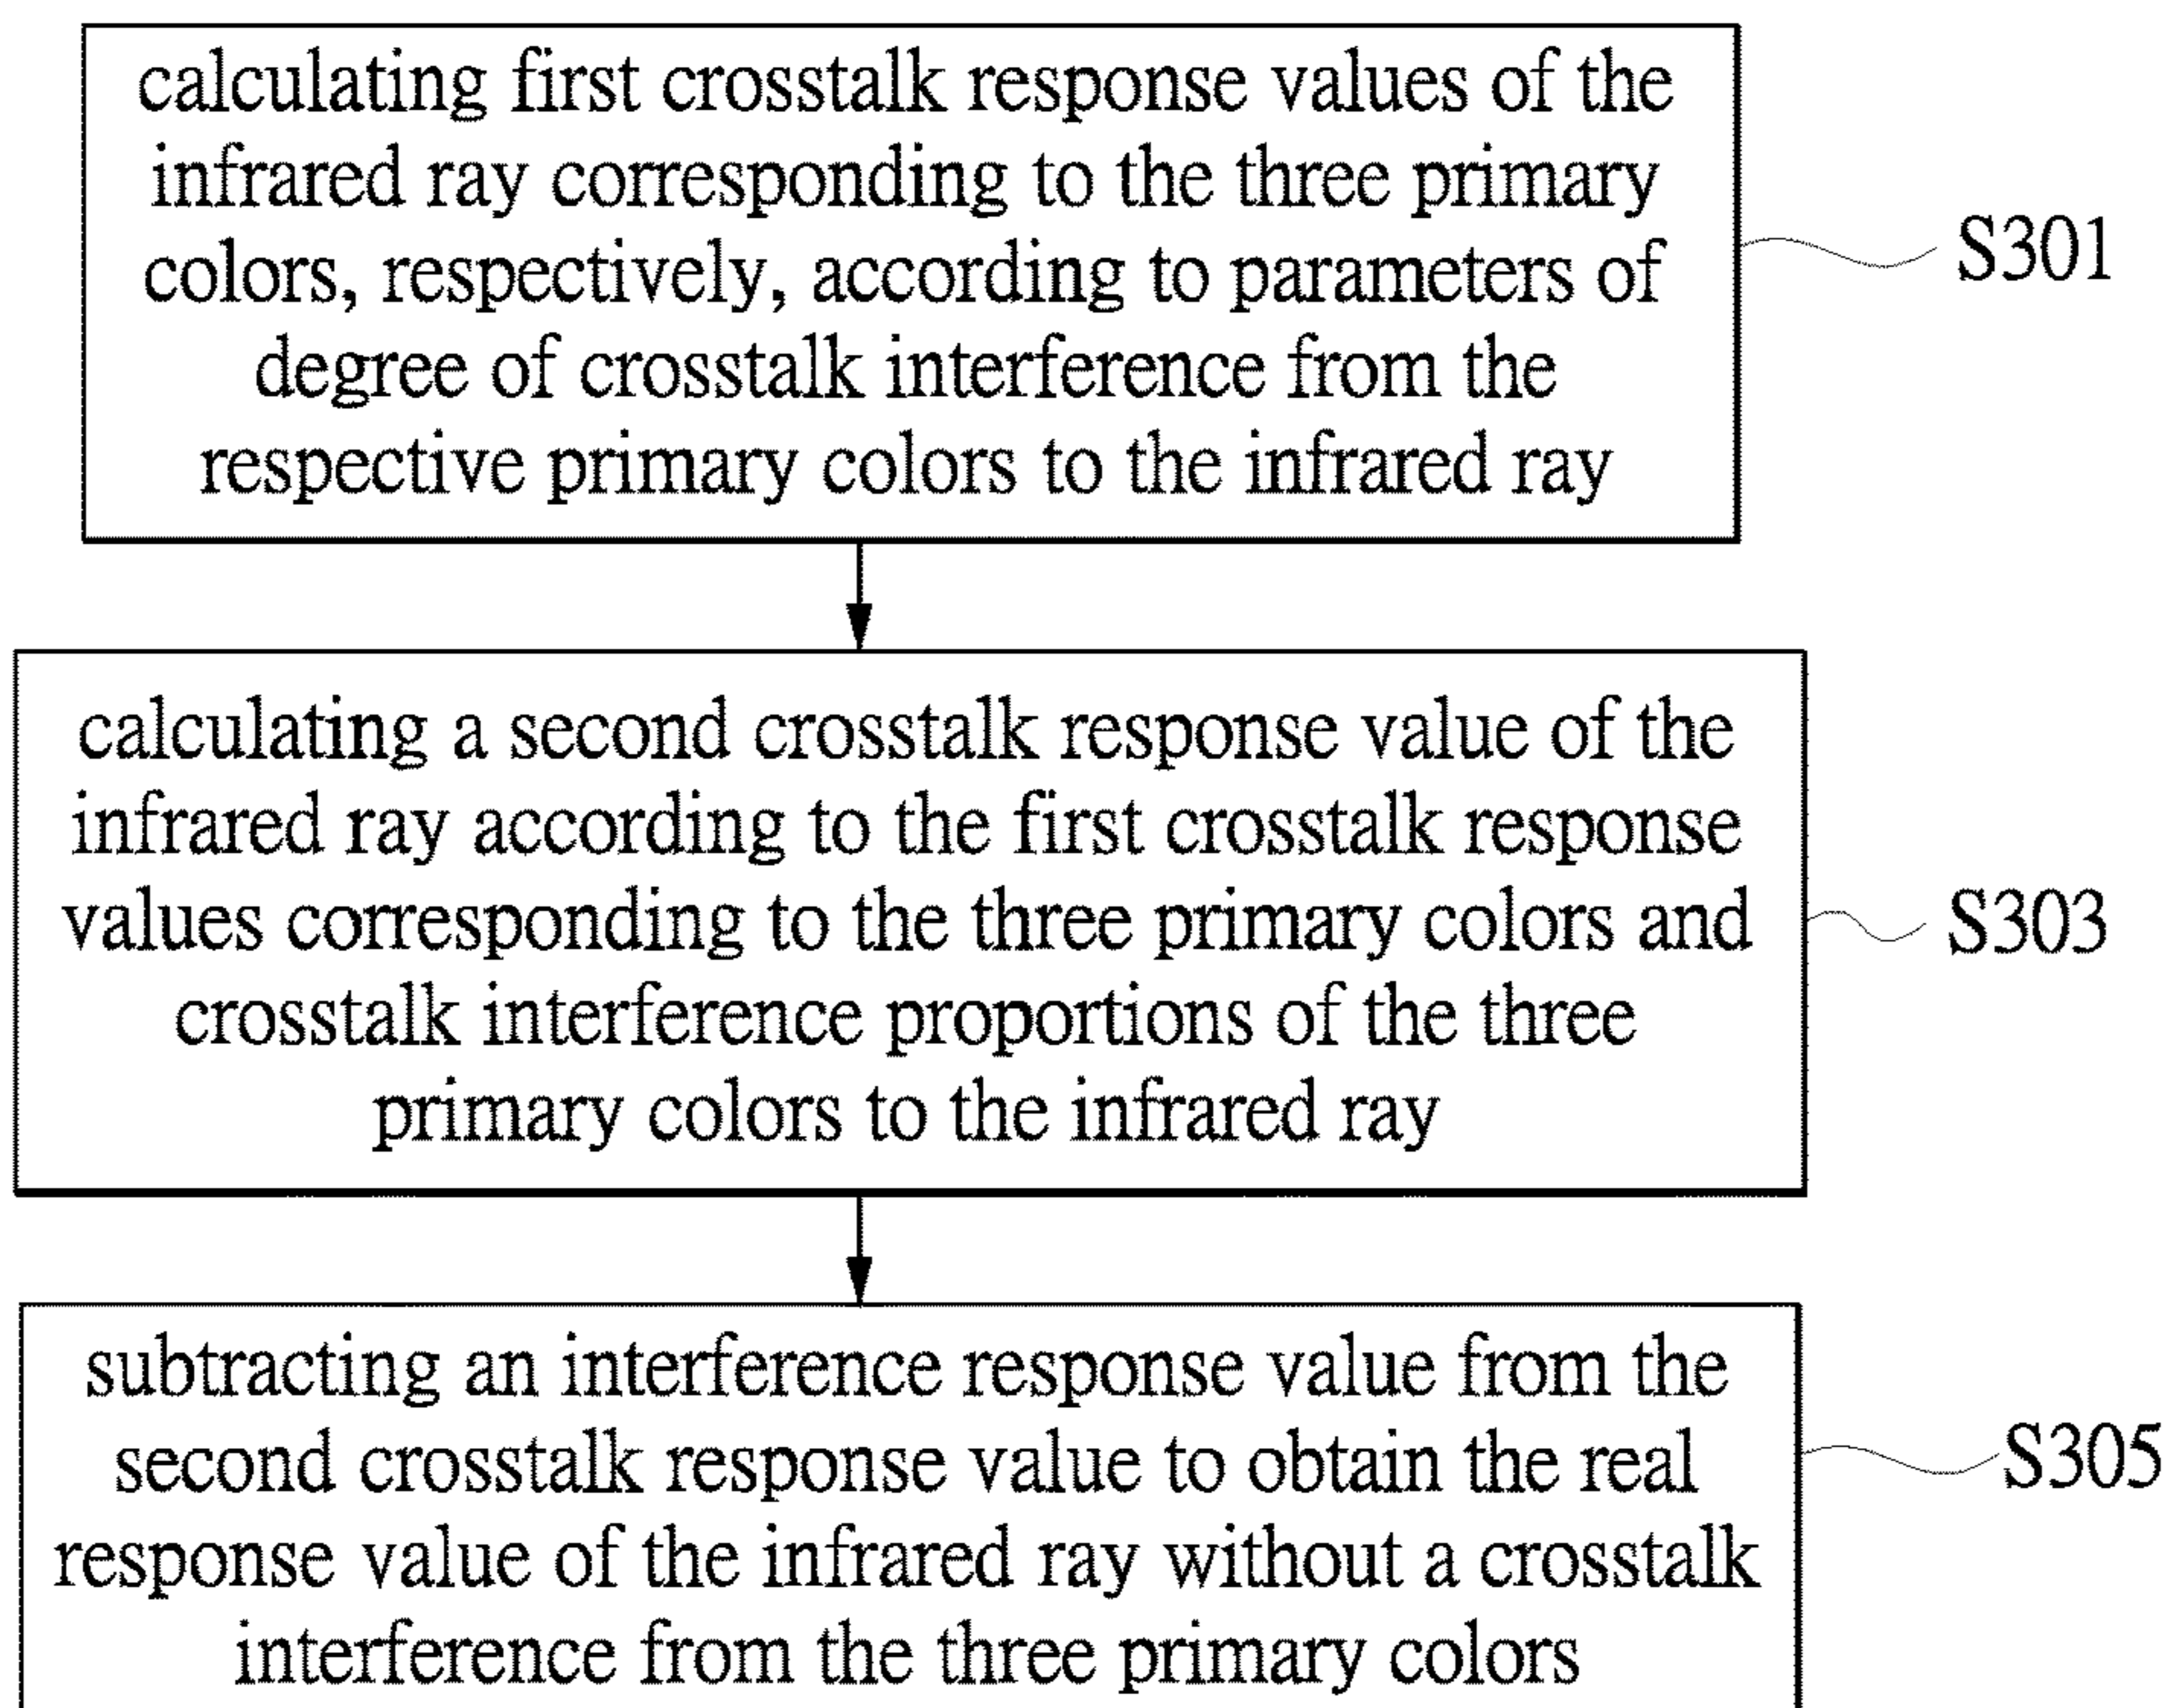 calculating first crosstalk response values of the
infrared ray corresponding to the three primary
colors, respectively, according to parameters of
degree of crosstalk interference from the
respective primary colors to the infrared ray
S301
calculating a second crosstalk response value of the
infrared ray according to the first crosstalk response
values corresponding to the three primary colors and
crosstalk interference proportions of the three
primary colors to the infrared ray
S303
subtracting an interference response value from the
second crosstalk response value to obtain the real
response value of the infrared ray without a crosstalk
interference from the three primary colors
S305